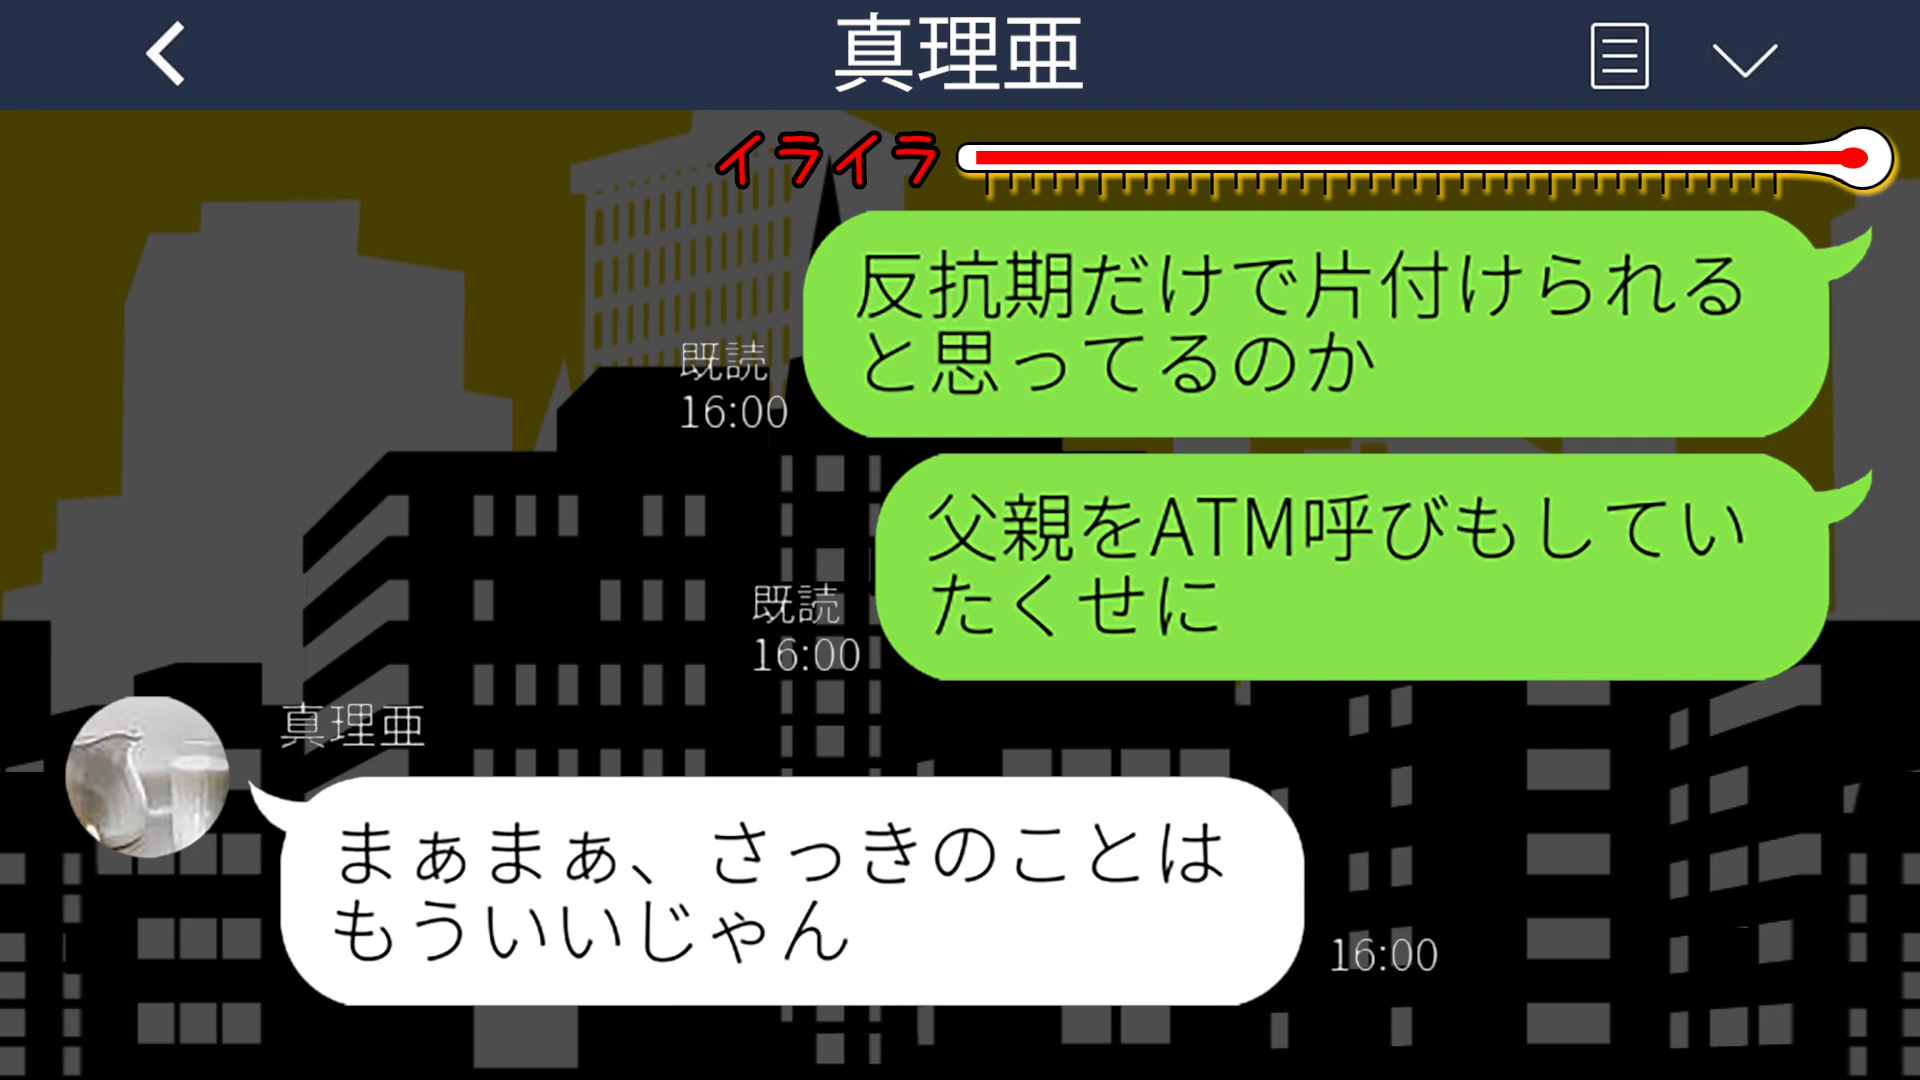 真理亜
イライラ
反抗期だけで片付けられる
と思ってるのか
既読
16:00
父親をATM呼びもしてい
たくせに
既読
16:00
真理亜
まぁまぁ、さっきのことは
もういいじゃん
16:00